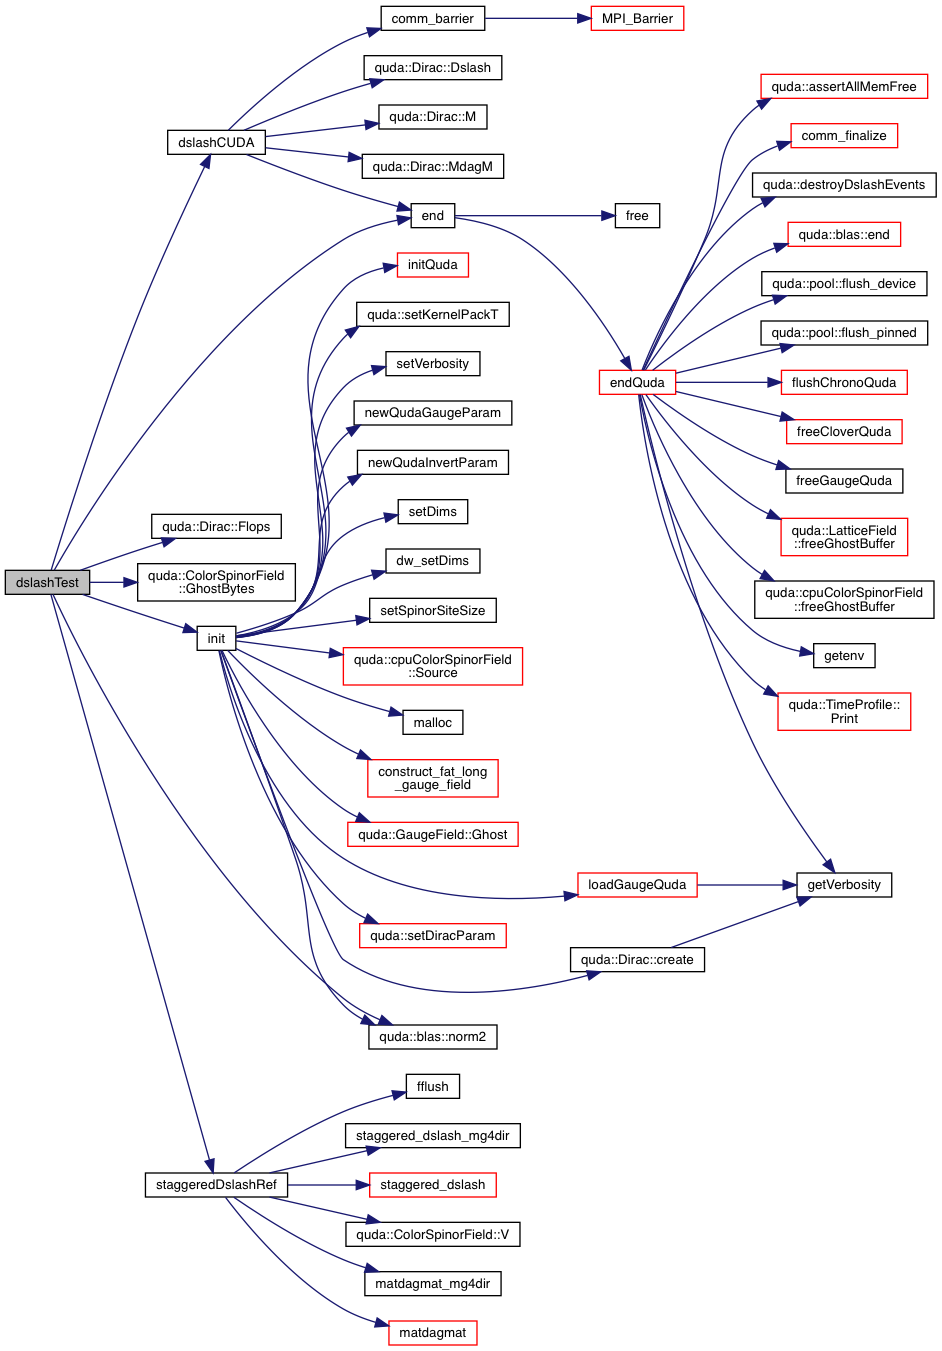 comm_barrier
MPI_Barrier
quda::Dirac::Dslash
quda::assertAllMemFree
quda::Dirac::M
dslashCUDA
comm_finalize
quda::Dirac::MdagM
quda::destroyDslashEvents
end
free
quda::blas::end
initQuda
quda::pool::flush_device
quda::setKernelPackT
quda::pool::flush_pinned
setVerbosity
endQuda
flushChronoQuda
newQudaGaugeParam
freeCloverQuda
newQudaInvertParam
freeGaugeQuda
setDims
quda::Dirac::Flops
quda::LatticeField
::freeGhostBuffer
dw_setDims
dslashTest
quda::ColorSpinorField
::GhostBytes
quda::cpuColorSpinorField
::freeGhostBuffer
setSpinorSiteSize
init
getenv
quda::cpuColorSpinorField
::Source
quda::TimeProfile::
Print
malloc
construct_fat_long
_gauge_field
quda::GaugeField::Ghost
loadGaugeQuda
getVerbosity
quda::setDiracParam
quda::Dirac::create
quda::blas::norm2
fflush
staggered_dslash_mg4dir
staggeredDslashRef
staggered_dslash
quda::ColorSpinorField::V
matdagmat_mg4dir
matdagmat